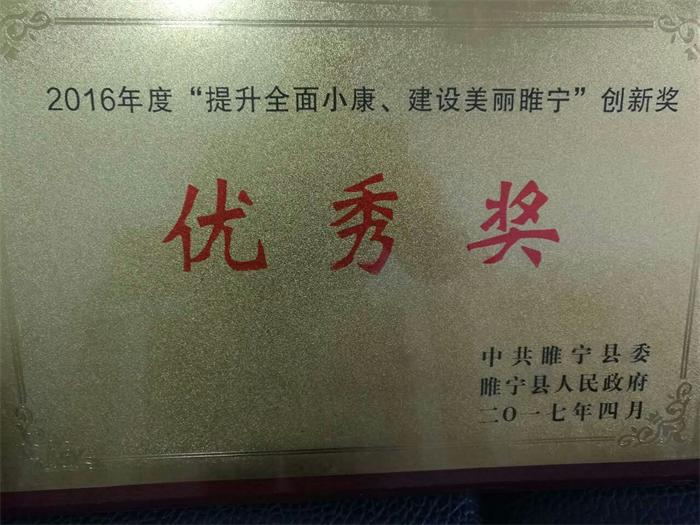 2016年度“提升全面小康、建设美丽睢宁”创新奖
优秀奖
中共睢宁县委
睢宁县人民政府
二〇一七年四月